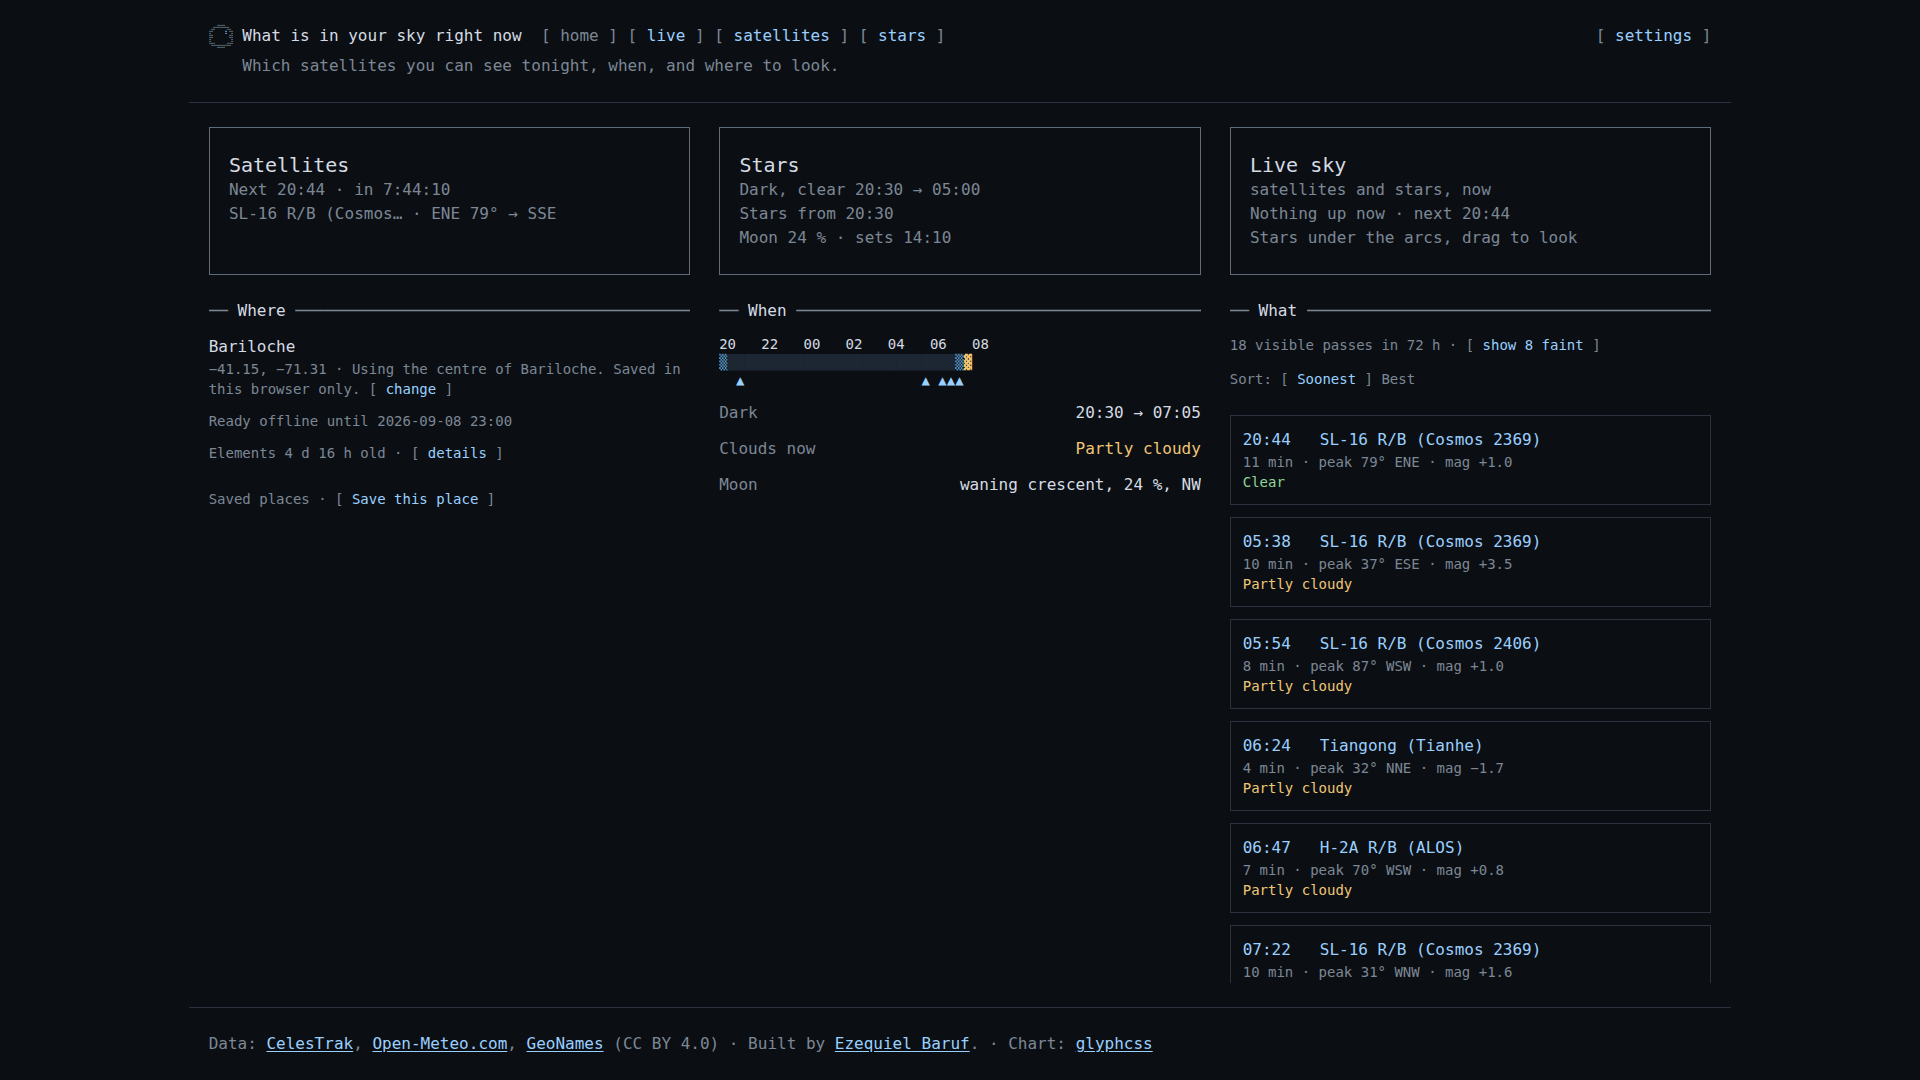 What is in your sky right now [ home ] [ live ] [ satellites ] [ stars ]
[ settings ]
Which satellites you can see tonight, when, and where to look.
Satellites
Next 20:44 · in 7:44:10
SL-16 R/B (Cosmos… · ENE 79° → SSE
Stars
Dark, clear 20:30 → 05:00
Stars from 20:30
Moon 24 % · sets 14:10
Live sky
satellites and stars, now
Nothing up now · next 20:44
Stars under the arcs, drag to look
Where
Bariloche
−41.15, −71.31 · Using the centre of Bariloche. Saved in
this browser only. [ change ]
Ready offline until 2026-09-08 23:00
Elements 4 d 16 h old · [ details ]
Saved places · [ Save this place ]
When
20 22 00 02 04 06 08
Dark 20:30 → 07:05
Clouds now Partly cloudy
Moon waning crescent, 24 %, NW
What
18 visible passes in 72 h · [ show 8 faint ]
Sort: [ Soonest ] Best
20:44 SL-16 R/B (Cosmos 2369)
11 min · peak 79° ENE · mag +1.0
Clear
05:38 SL-16 R/B (Cosmos 2369)
10 min · peak 37° ESE · mag +3.5
Partly cloudy
05:54 SL-16 R/B (Cosmos 2406)
8 min · peak 87° WSW · mag +1.0
Partly cloudy
06:24 Tiangong (Tianhe)
4 min · peak 32° NNE · mag −1.7
Partly cloudy
06:47 H-2A R/B (ALOS)
7 min · peak 70° WSW · mag +0.8
Partly cloudy
07:22 SL-16 R/B (Cosmos 2369)
10 min · peak 31° WNW · mag +1.6
Data: CelesTrak, Open-Meteo.com, GeoNames (CC BY 4.0) · Built by Ezequiel Baruf. · Chart: glyphcss